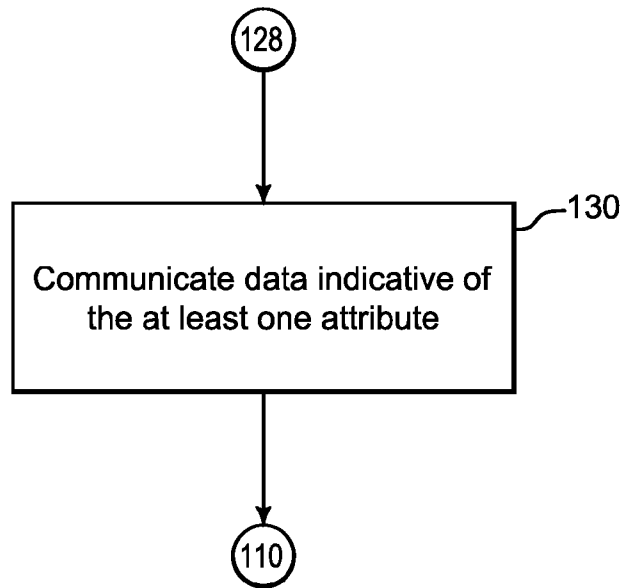 128
130
Communicate data indicative of
the at least one attribute
110